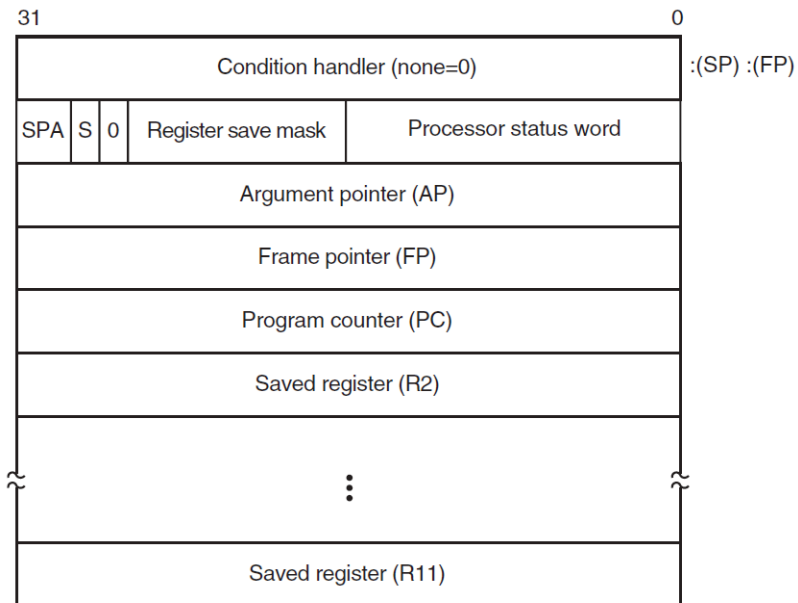 31 0
Condition handler (none=0) :(SP) :(FP)
SPA S 0 Register save mask Processor status word
Argument pointer (AP)
Frame pointer (FP)
Program counter (PC)
Saved register (R2)
Saved register (R11)